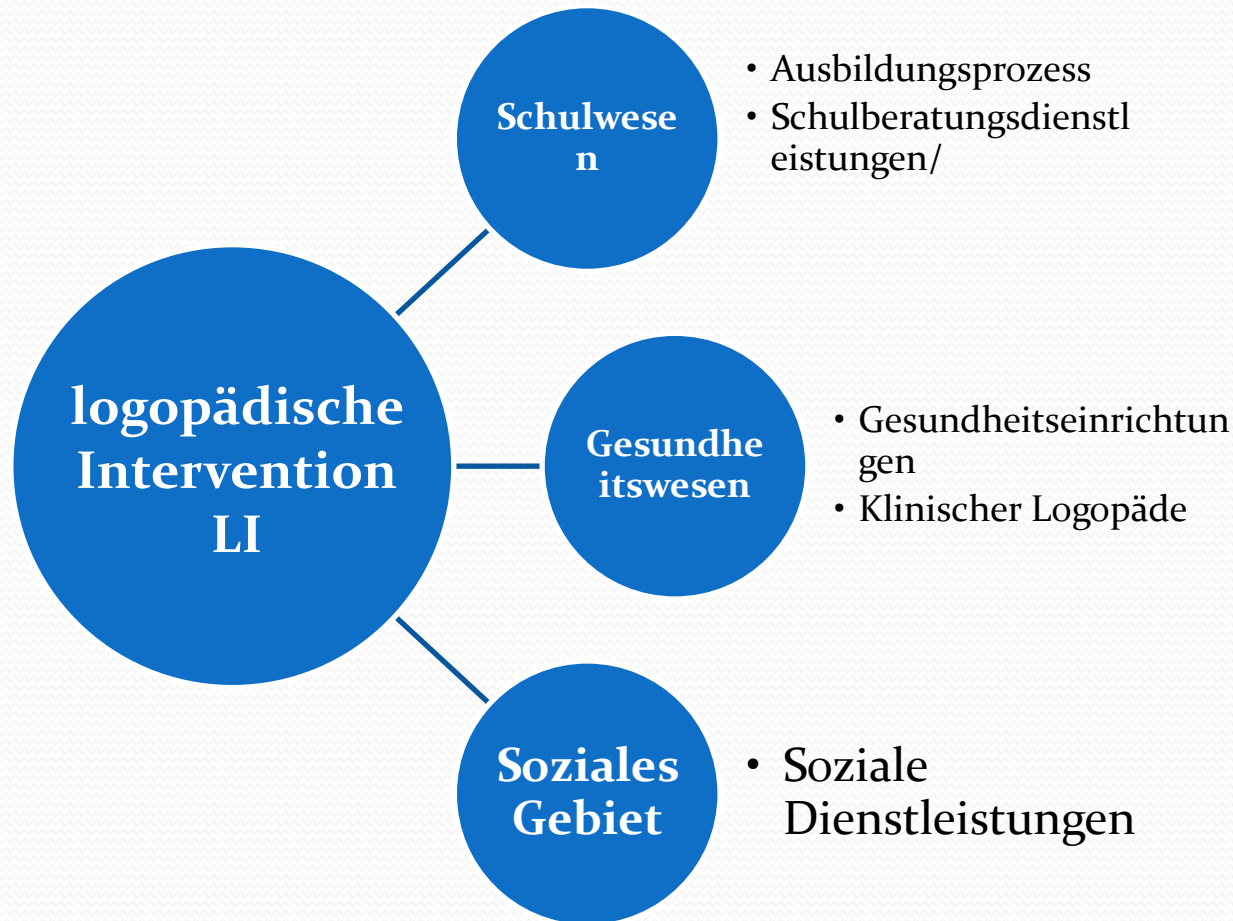 Schulwese
n
• Ausbildungsprozess
• Schulberatungsdienstl
eistungen/
logopädische
Intervention
LI
Gesundhe
itswesen
• Gesundheitseinrichtun
gen
• Klinischer Logopäde
Soziales
Gebiet
• Soziale
Dienstleistungen